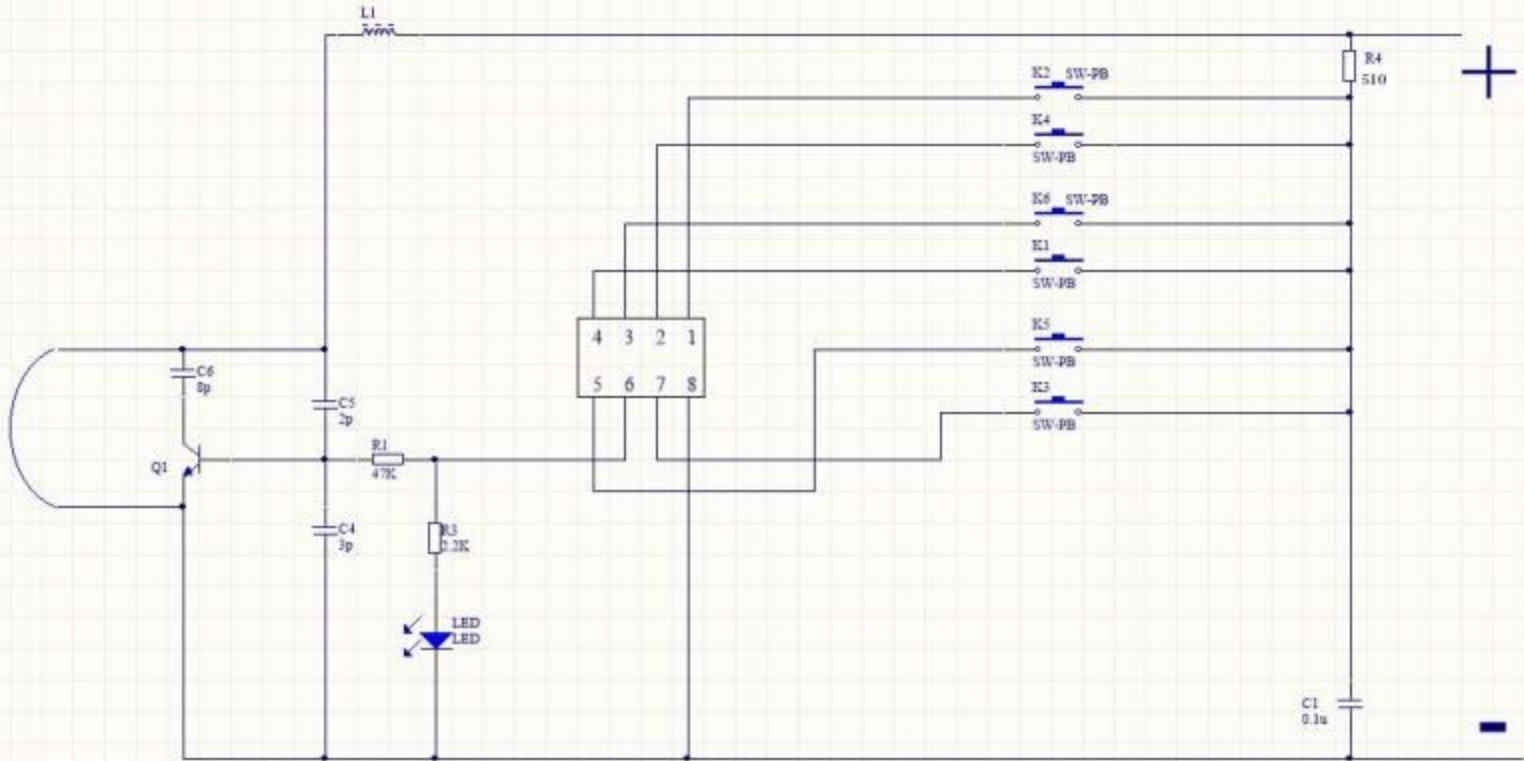 L1
R4
510
+
K2 SW-PB
K4
SW-PB
K6 SW-PB
K1
SW-PB
4 3 2 1
K5
SW-PB
5 6 7 8
K3
SW-PB
C6
8p
C5
2p
Q1
R1
47K
C4
3p
R3
2.2K
LED
LED
C1
0.1u
-